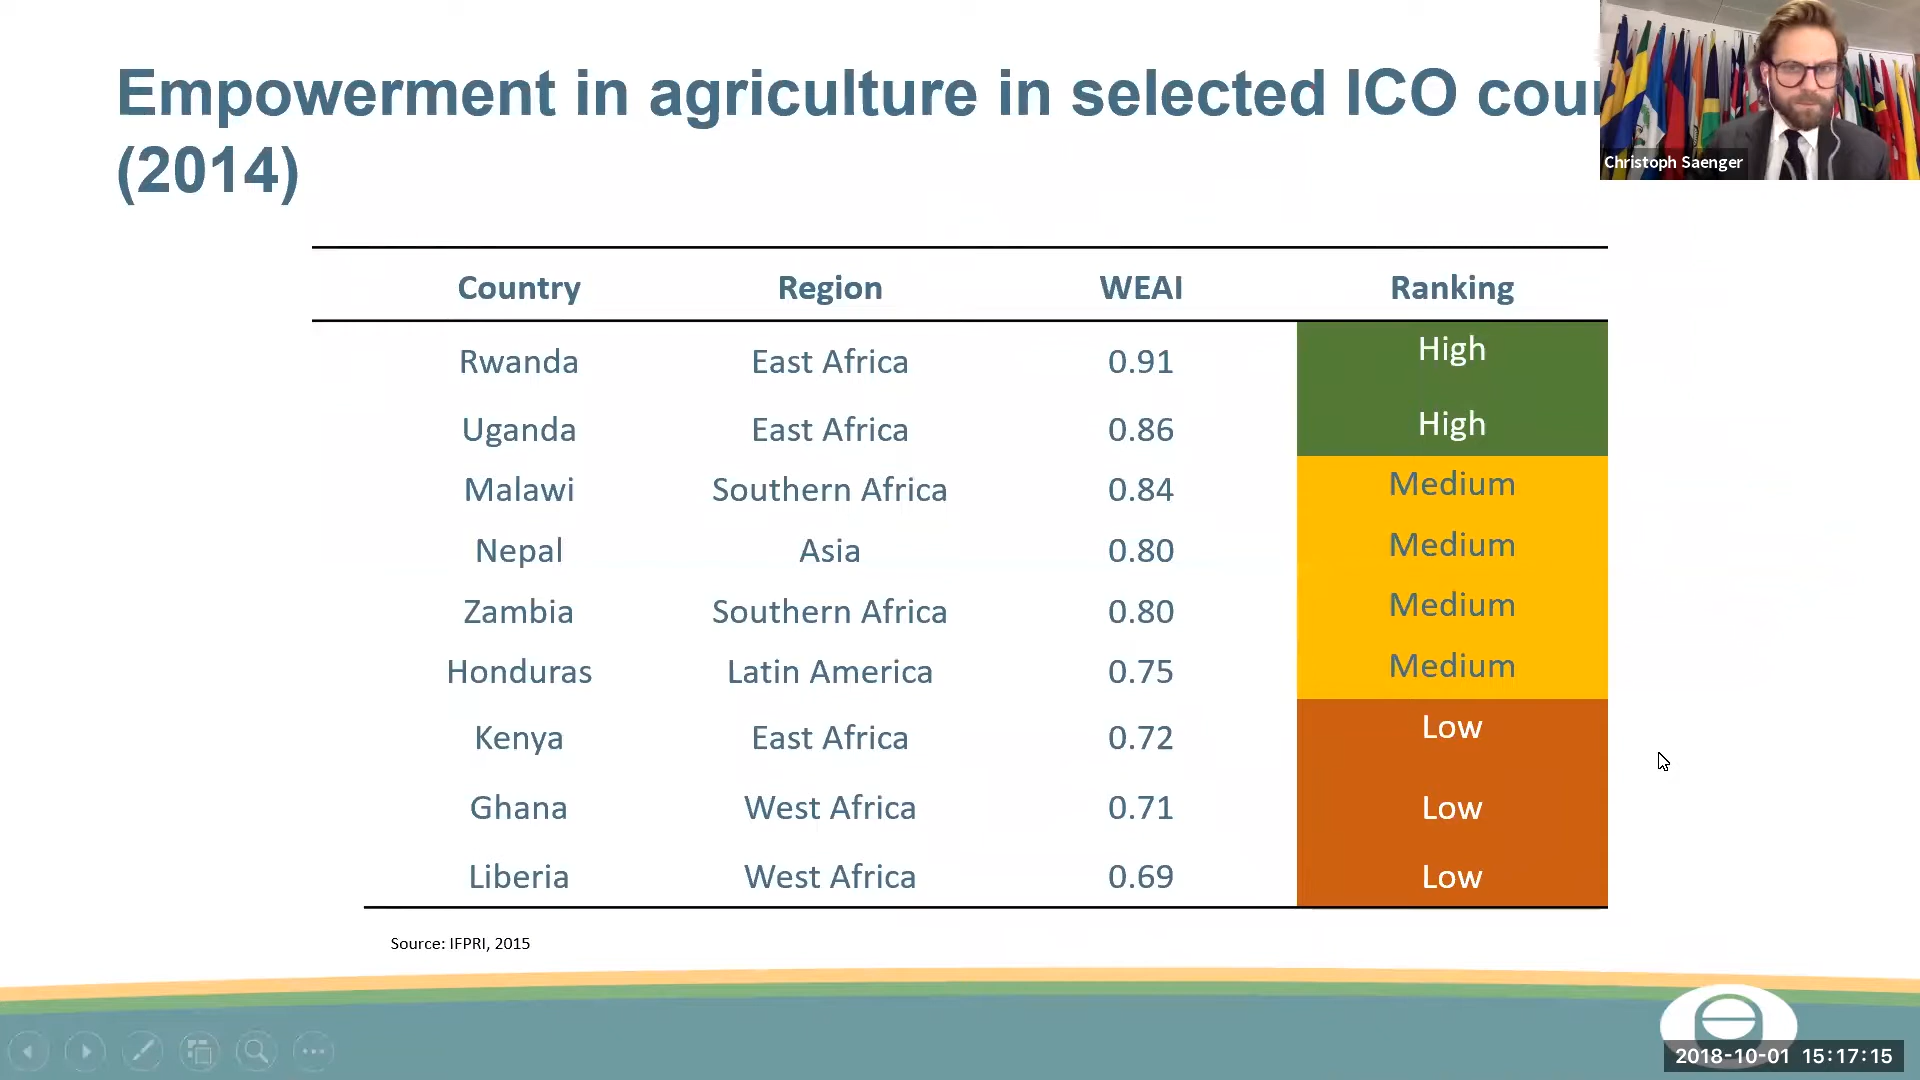 Empowerment in agriculture in selected ICO
(2014)
Christoph Saenger
Country Region WEAI Ranking
Rwanda East Africa 0.91 High
Uganda East Africa 0.86 High
Malawi Southern Africa 0.84 Medium
Nepal Asia 0.80 Medium
Zambia Southern Africa 0.80 Medium
Honduras Latin America 0.75 Medium
Kenya East Africa 0.72 Low
Ghana West Africa 0.71 Low
Liberia West Africa 0.69 Low
Source: IFPRI, 2015
2018-10-01 15:17:15